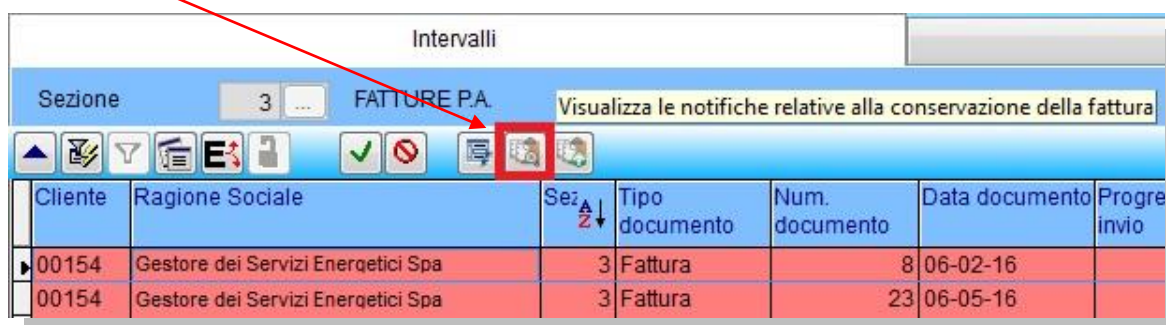 Intervalli
Sezione 3 ... FATTURE P.A. Visualizza le notifiche relative alla conservazione della fattura
Cliente Ragione Sociale Sez Tipo documento Num. documento Data documento Progre invio
00154 Gestore dei Servizi Energetici Spa 3 Fattura 8 06-02-16
00154 Gestore dei Servizi Energetici Spa 3 Fattura 23 06-05-16